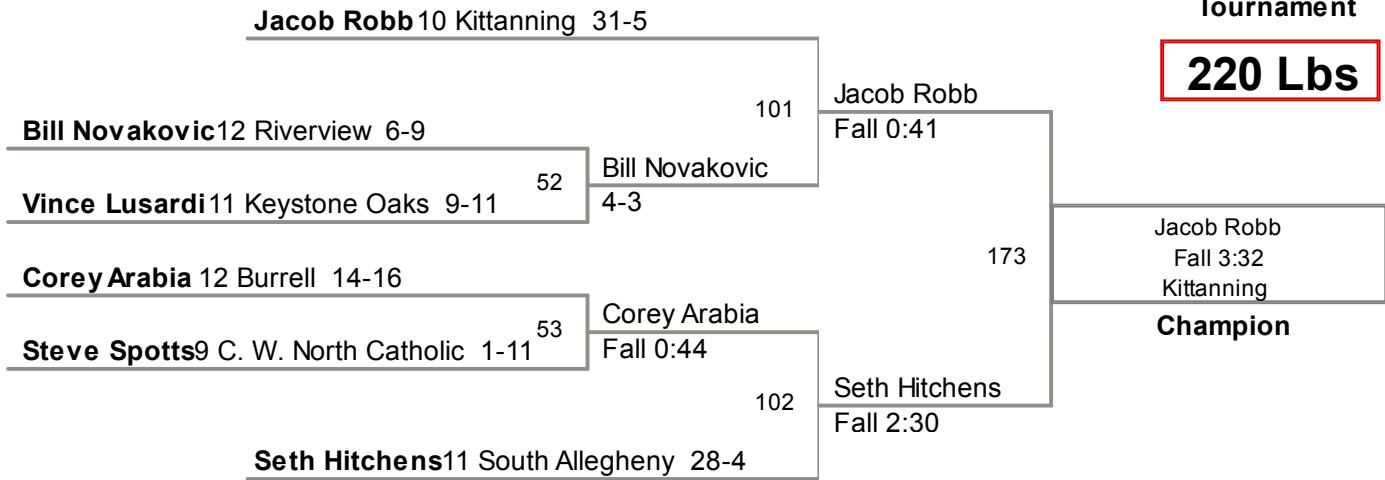 Tournament
Jacob Robb 10 Kittanning 31-5
220 Lbs
Jacob Robb
101
Fall 0:41
Bill Novakovic 12 Riverview 6-9
Bill Novakovic
52
4-3
Vince Lusardi 11 Keystone Oaks 9-11
Jacob Robb
Fall 3:32
Kittanning
173
Champion
Corey Arabia 12 Burrell 14-16
Corey Arabia
53
Fall 0:44
Steve Spotts 9 C. W. North Catholic 1-11
Seth Hitchens
102
Fall 2:30
Seth Hitchens 11 South Allegheny 28-4